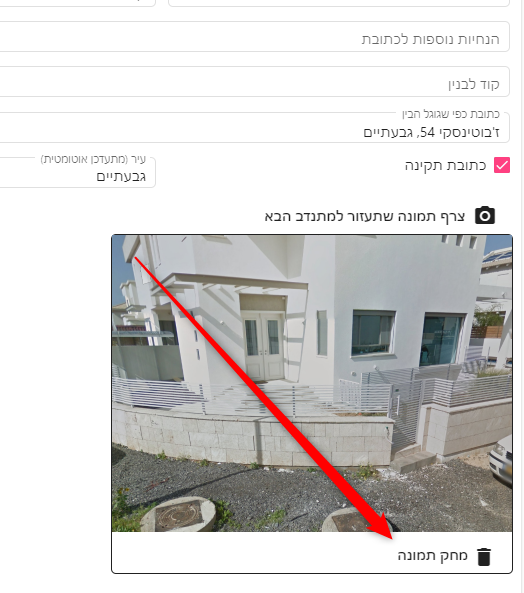 הנחיות נוספות לכתובת
קוד לבנין
כתובת כפי שגוגל הבין
ז'בוטינסקי 54, גבעתיים
כתובת תקינה
עיר (מתעדכן אוטומטית)
גבעתיים
צרף תמונה שתעזור למתנדב הבא
מחק תמונה